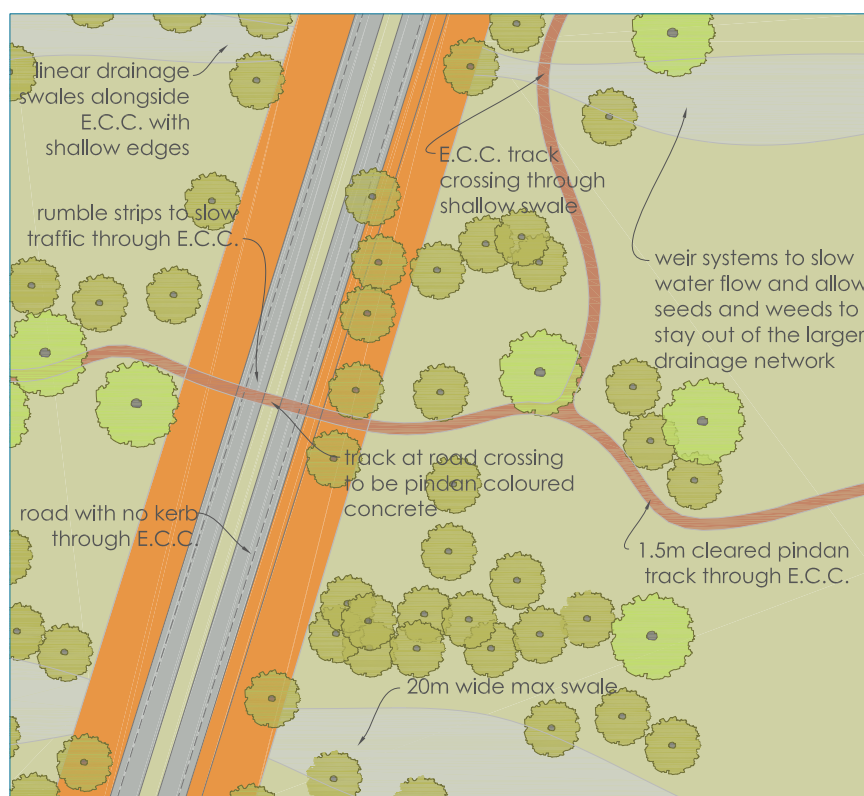 linear drainage
swales alongside
E.C.C. with
shallow edges
E.C.C. track
crossing through
shallow swale
rumble strips to slow
traffic through E.C.C.
weir systems to slow
water flow and allow
seeds and weeds to
stay out of the larger
drainage network
track at road crossing
to be pindan coloured
concrete
road with no kerb
through E.C.C.
1.5m cleared pindan
track through E.C.C.
20m wide max swale